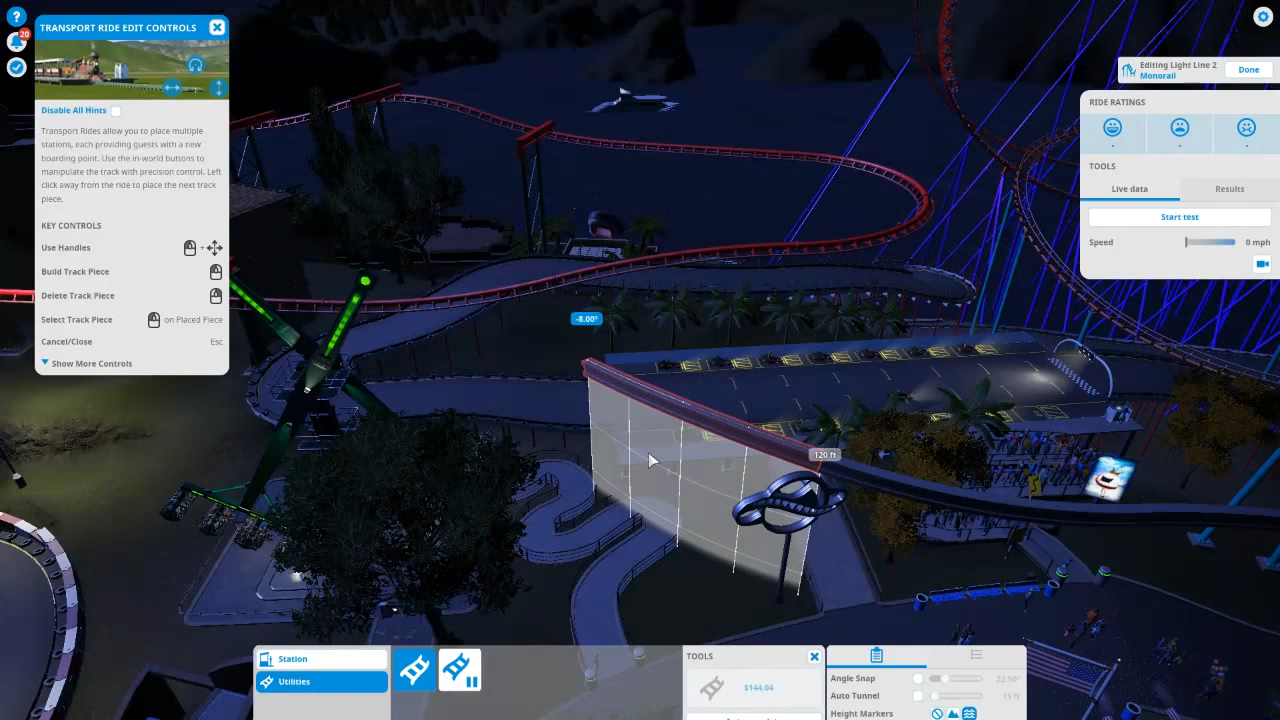 ?
20
TRANSPORT RIDE EDIT CONTROLS
Disable All Hints
Transport Rides allow you to place multiple
stations, each providing guests with a new
boarding point. Use the in-world buttons to
manipulate the track with precision control. Left
click away from the ride to place the next track
piece.
KEY CONTROLS
Use Handles +
Build Track Piece
Delete Track Piece
Select Track Piece on Placed Piece
Cancel/Close Esc
Show More Controls
Editing Light Line 2
Monorail
Done
RIDE RATINGS
- - -
TOOLS
Live data Results
Start test
Speed 0 mph
-8.00°
120 ft
Station
Utilities
TOOLS
$144.04
Angle Snap 22.50°
Auto Tunnel 13 ft
Height Markers